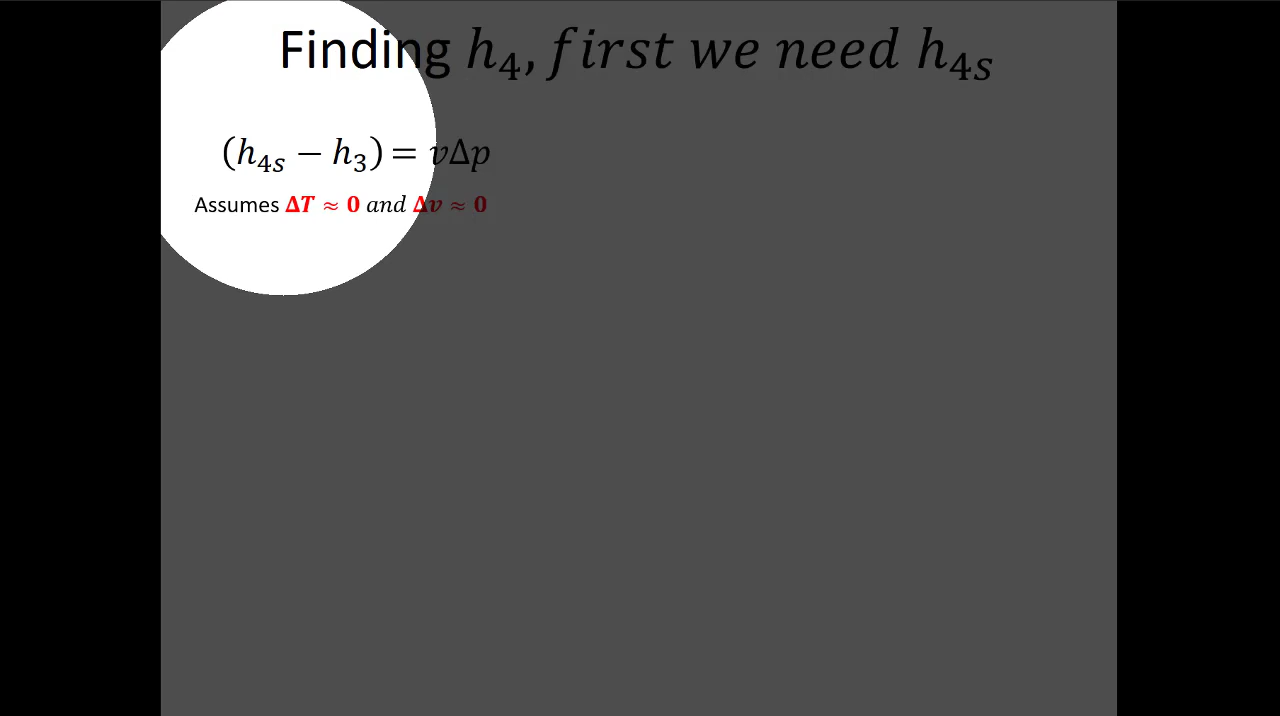 Finding h₄, first we need h₄ₛ
(h₄ₛ − h₃) = vΔp
Assumes ΔT ≈ 0 and Δv ≈ 0